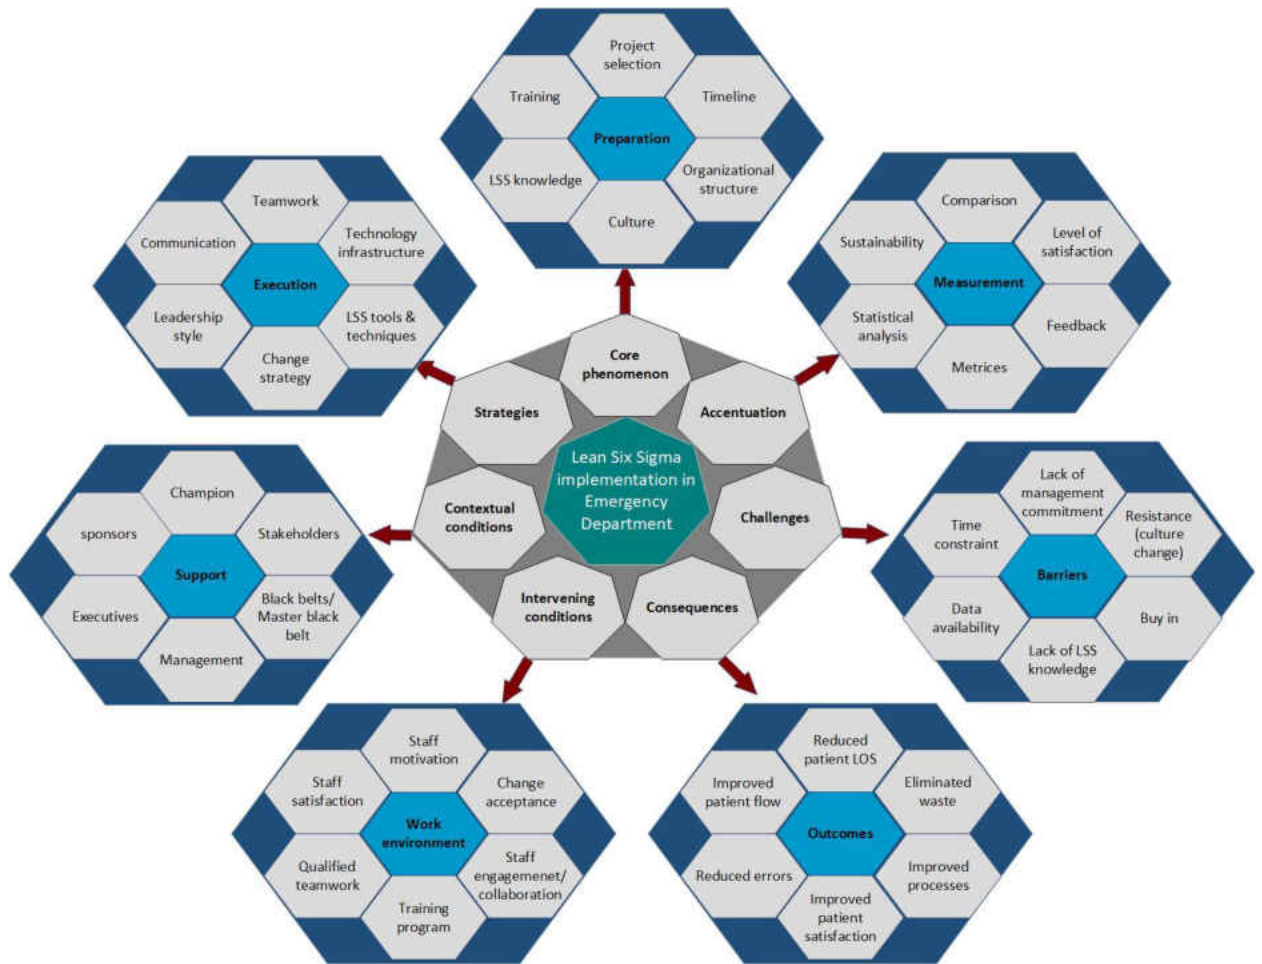 Project
selection
Training
Timeline
Preparation
LSS knowledge
Organizational
structure
Culture
Teamwork
Communication
Technology
infrastructure
Execution
Leadership
style
LSS tools &
techniques
Change
strategy
Comparison
Sustainability
Level of
satisfaction
Measurement
Statistical
analysis
Feedback
Metrices
Core
phenomenon
Strategies
Accentuation
Lean Six Sigma
implementation in
Emergency
Department
Contextual
conditions
Challenges
Intervening
conditions
Consequences
Champion
sponsors
Stakeholders
Support
Executives
Black belts/
Master black
belt
Management
Lack of
management
commitment
Time
constraint
Resistance
(culture
change)
Barriers
Data
availability
Buy in
Lack of LSS
knowledge
Staff
motivation
Staff
satisfaction
Change
acceptance
Work
environment
Qualified
teamwork
Staff
engagemenet/
collaboration
Training
program
Reduced
patient LOS
Improved
patient flow
Eliminated
waste
Outcomes
Reduced errors
Improved
processes
Improved
patient
satisfaction